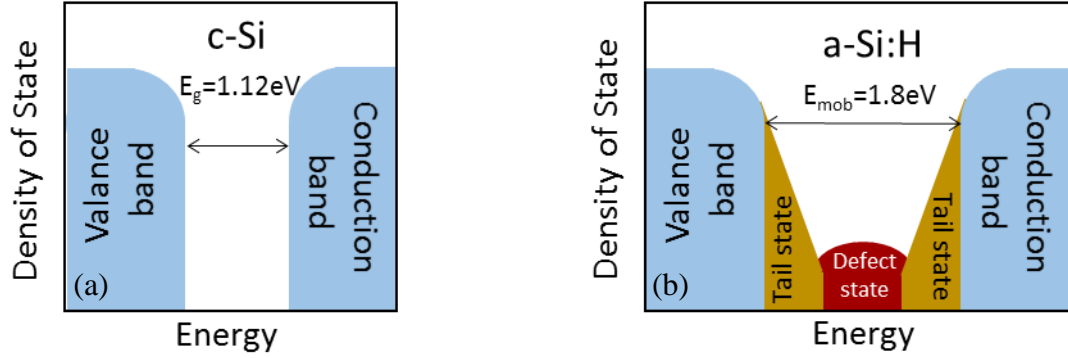 Density of State
c-Si
Eg=1.12eV
Valance
band
Conduction
band
(a)
Energy
Density of State
a-Si:H
Emob=1.8eV
Valance
band
Tail state
Defect
state
Tail state
Conduction
band
(b)
Energy